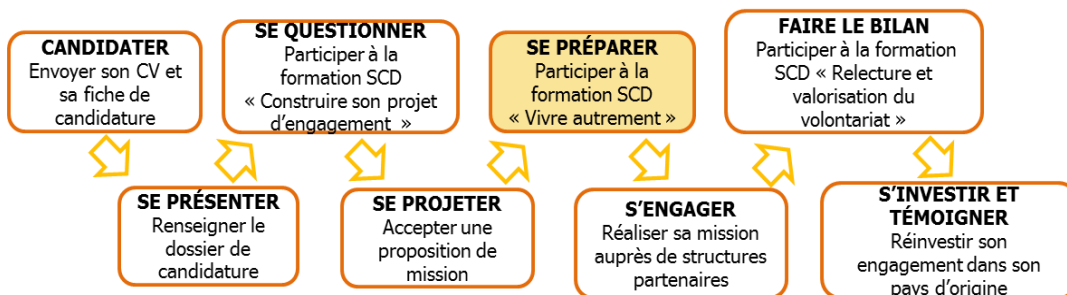 CANDIDATER
Envoyer son CV et
sa fiche de
candidature
SE PRÉSENTER
Renseigner le
dossier de
candidature
SE QUESTIONNER
Participer à la
formation SCD
« Construire son projet
d’engagement »
SE PROJETER
Accepter une
proposition de
mission
SE PRÉPARER
Participer à la
formation SCD
« Vivre autrement »
S’ENGAGER
Réaliser sa mission
auprès de structures
partenaires
FAIRE LE BILAN
Participer à la formation
SCD « Relecture et
valorisation du
volontariat »
S’INVESTIR ET
TÉMOIGNER
Réinvestir son
engagement dans son
pays d’origine